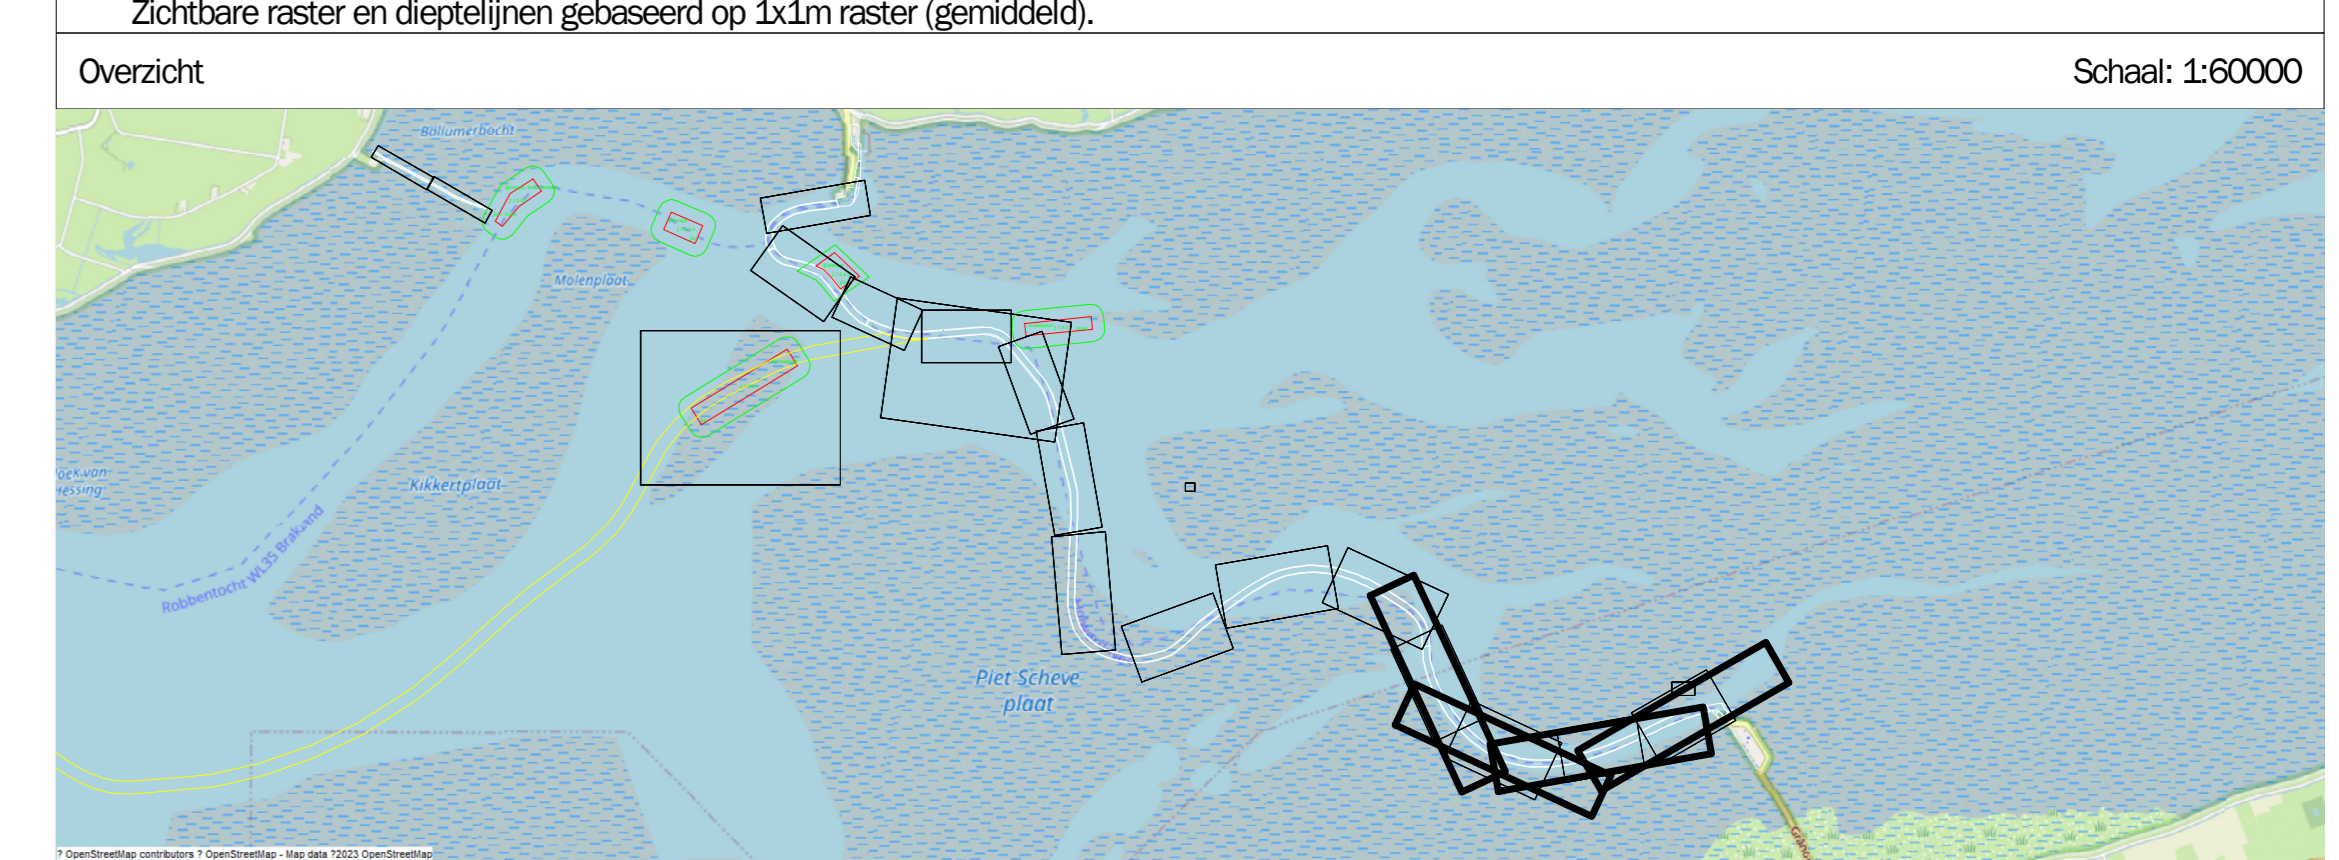 Zichtbare raster en dieptelijnen gebaseerd op 1x1m raster (gemiddeld).
Overzicht
Schaal: 1:60000
Ballumerbocht
Molenplaat
Kikkertplaat
Robbentocht WL35 Brakzand
Piet Scheve
plaat
? OpenStreetMap contributors ? OpenStreetMap - Map data ?2023 OpenStreetMap